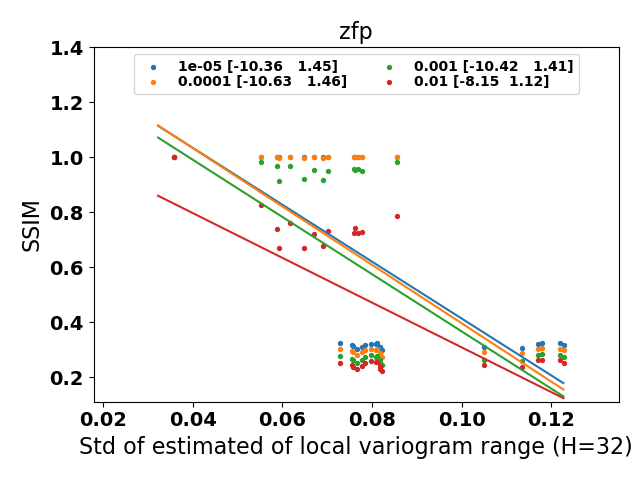 zfp
1e-05 [-10.36   1.45]
0.0001 [-10.63   1.46]
0.001 [-10.42   1.41]
0.01 [-8.15  1.12]
1.4
1.2
1.0
0.8
0.6
0.4
0.2
SSIM
0.02 0.04 0.06 0.08 0.10 0.12
Std of estimated of local variogram range (H=32)